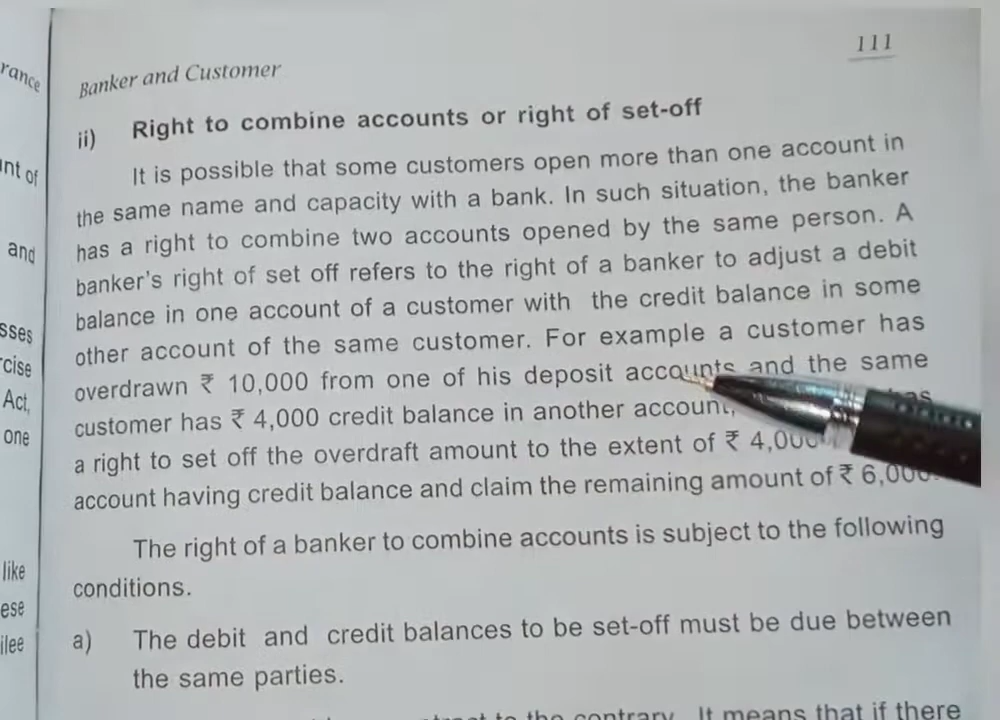 111
Banker and Customer
ii) Right to combine accounts or right of set-off
It is possible that some customers open more than one account in
the same name and capacity with a bank. In such situation, the banker
has a right to combine two accounts opened by the same person. A
banker's right of set off refers to the right of a banker to adjust a debit
balance in one account of a customer with the credit balance in some
other account of the same customer. For example a customer has
overdrawn ₹ 10,000 from one of his deposit accounts and the same
customer has ₹ 4,000 credit balance in another account,
a right to set off the overdraft amount to the extent of ₹ 4,000
account having credit balance and claim the remaining amount of ₹ 6,000.
The right of a banker to combine accounts is subject to the following
conditions.
a) The debit and credit balances to be set-off must be due between
the same parties.
to the contrary. It means that if there
rance
nt of
and
sses
rcise
Act,
one
like
ese
ilee